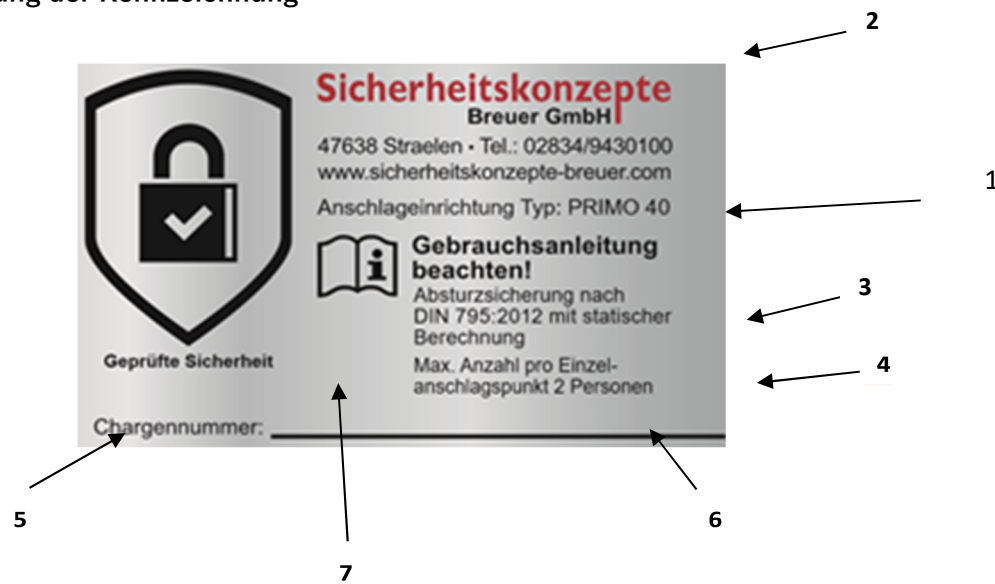 ung der Kennzeichnung
2
Sicherheitskonzepte
Breuer GmbH
47638 Straelen • Tel.: 02834/9430100
www.sicherheitskonzepte-breuer.com
1
Anschlageinrichtung Typ: PRIMO 40
Gebrauchsanleitung
beachten!
3
Absturzsicherung nach
DIN 795:2012 mit statischer
Berechnung
4
Max. Anzahl pro Einzel-
anschlagspunkt 2 Personen
Geprüfte Sicherheit
Chargennummer:
5
6
7